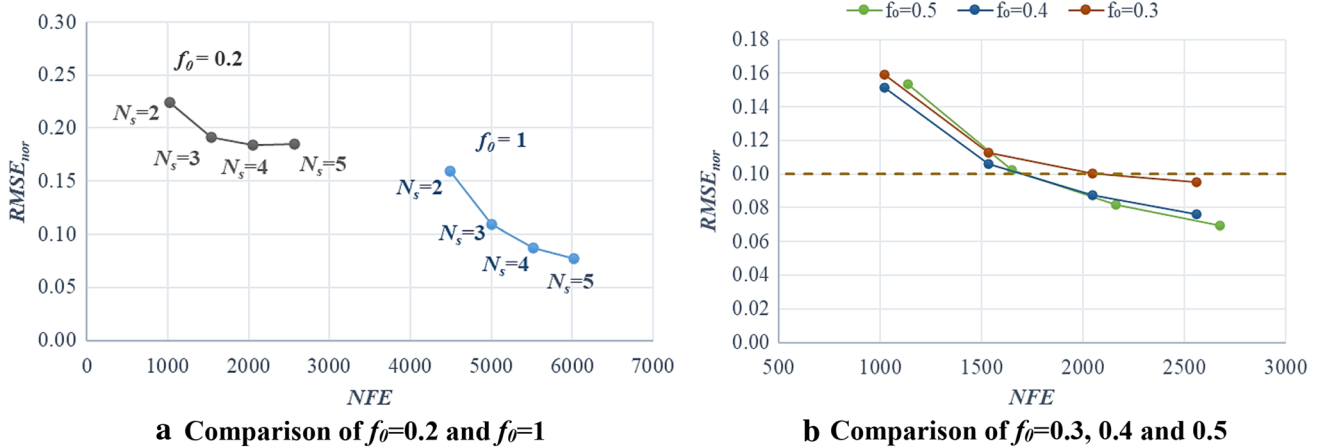 0.30
0.25
0.20
0.15
0.10
0.05
0.00
RMSE_nor
f₀= 0.2
Nₛ=2
Nₛ=3
Nₛ=4
Nₛ=5
f₀= 1
Nₛ=2
Nₛ=3
Nₛ=4
Nₛ=5
0 1000 2000 3000 4000 5000 6000 7000
NFE
a Comparison of f₀=0.2 and f₀=1
f₀=0.5 f₀=0.4 f₀=0.3
0.18
0.16
0.14
0.12
0.10
0.08
0.06
0.04
0.02
0.00
RMSE_nor
500 1000 1500 2000 2500 3000
NFE
b Comparison of f₀=0.3, 0.4 and 0.5